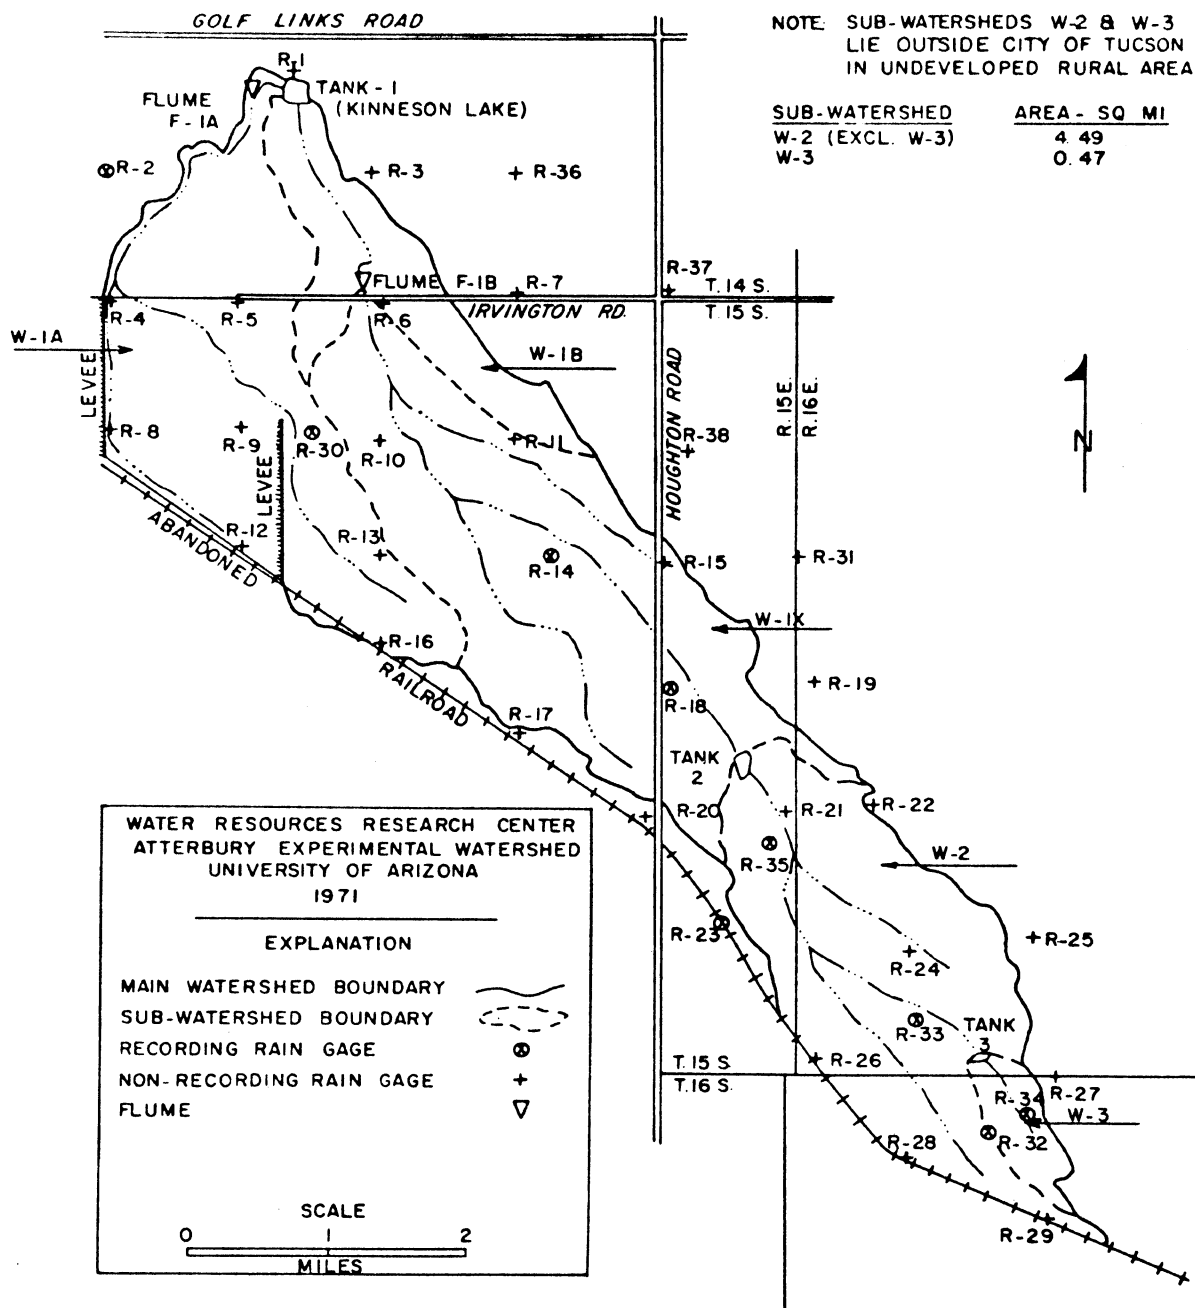 GOLF LINKS ROAD
NOTE: SUB-WATERSHEDS W-2 & W-3
LIE OUTSIDE CITY OF TUCSON
IN UNDEVELOPED RURAL AREA
SUB-WATERSHED AREA - SQ MI
W-2 (EXCL. W-3) 4.49
W-3 0.47
R-1
TANK-1
(KINNESON LAKE)
FLUME
F-1A
R-2
R-3
R-36
R-37
FLUME F-1B
R-7
T.14 S.
T.15 S.
IRVINGTON RD.
R-4
R-5
R-6
W-1A
W-1B
LEVEE
HOUGHTON ROAD
R.15E.
R.16E.
N
R-8
R-9
R-30
R-10
R-11
R-38
LEVEE
ABANDONED
R-12
R-13
R-14
R-15
R-31
W-1X
R-16
RAILROAD
R-17
R-18
R-19
TANK
2
R-20
R-21
R-22
R-35
W-2
R-23
R-24
R-25
R-33
TANK
3
R-26
T.15 S.
T.16 S.
R-27
R-34
W-3
R-32
R-28
R-29
WATER RESOURCES RESEARCH CENTER
ATTERBURY EXPERIMENTAL WATERSHED
UNIVERSITY OF ARIZONA
1971
EXPLANATION
MAIN WATERSHED BOUNDARY
SUB-WATERSHED BOUNDARY
RECORDING RAIN GAGE
NON-RECORDING RAIN GAGE
FLUME
SCALE
0 1 2
MILES